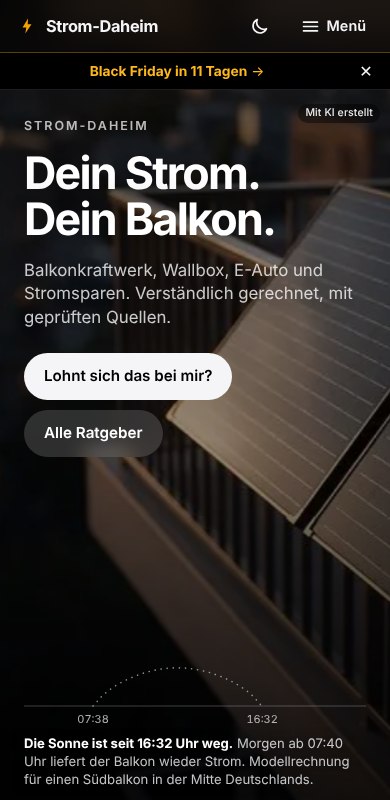 Strom-Daheim
Menü
Black Friday in 11 Tagen →
Mit KI erstellt
STROM-DAHEIM
Dein Strom.
Dein Balkon.
Balkonkraftwerk, Wallbox, E-Auto und
Stromsparen. Verständlich gerechnet, mit
geprüften Quellen.
Lohnt sich das bei mir?
Alle Ratgeber
07:38
16:32
Die Sonne ist seit 16:32 Uhr weg. Morgen ab 07:40
Uhr liefert der Balkon wieder Strom. Modellrechnung
für einen Südbalkon in der Mitte Deutschlands.